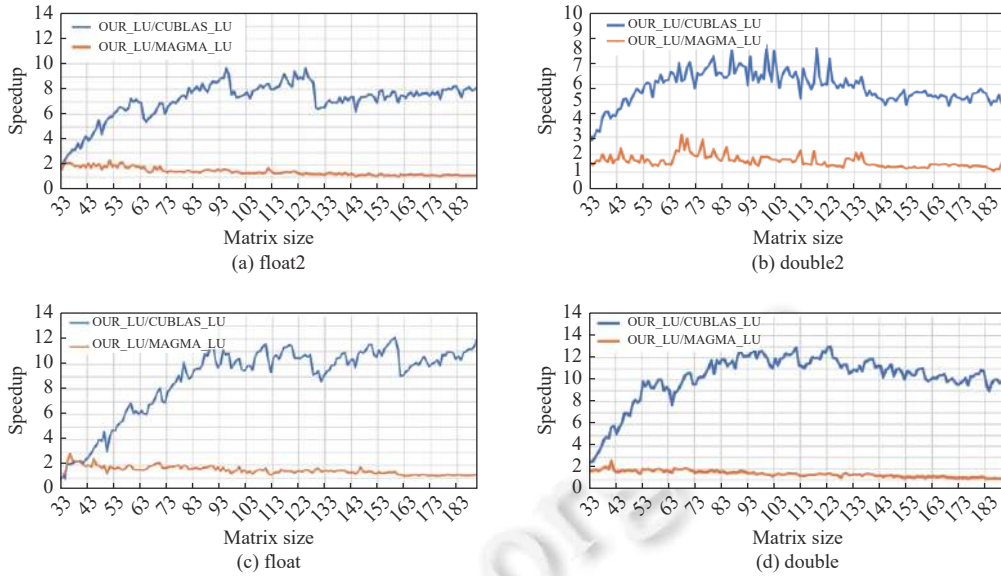 14
12
10
8
6
4
2
0
Speedup
OUR_LU/CUBLAS_LU
OUR_LU/MAGMA_LU
33 43 53 63 73 83 93 103 113 123 133 143 153 163 173 183
Matrix size
(a) float2
10
9
8
7
6
5
4
3
2
1
0
Speedup
OUR_LU/CUBLAS_LU
OUR_LU/MAGMA_LU
33 43 53 63 73 83 93 103 113 123 133 143 153 163 173 183
Matrix size
(b) double2
14
12
10
8
6
4
2
0
Speedup
OUR_LU/CUBLAS_LU
OUR_LU/MAGMA_LU
33 43 53 63 73 83 93 103 113 123 133 143 153 163 173 183
Matrix size
(c) float
14
12
10
8
6
4
2
0
Speedup
OUR_LU/CUBLAS_LU
OUR_LU/MAGMA_LU
33 43 53 63 73 83 93 103 113 123 133 143 153 163 173 183
Matrix size
(d) double